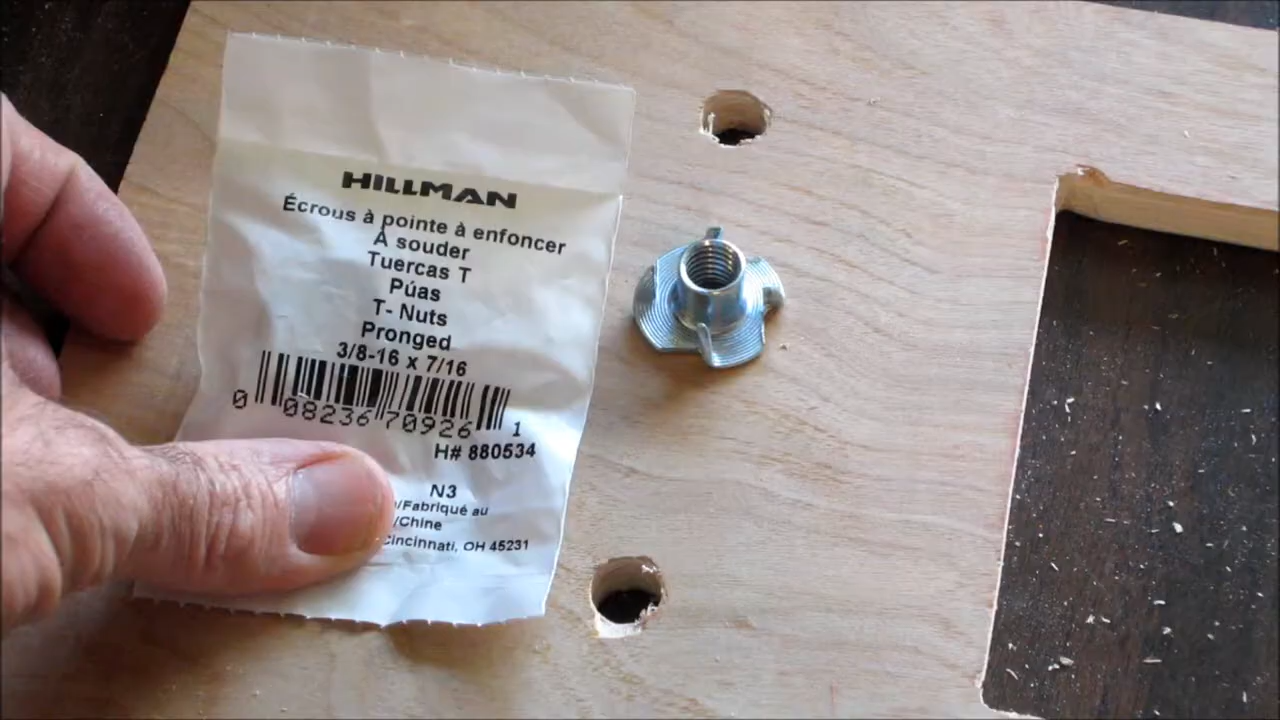 HILLMAN
Écrous à pointe à enfoncer
À souder
Tuercas T
Púas
T- Nuts
Pronged
3/8-16 x 7/16
0 08236 70926 1
H# 880534
N3
/Fabriqué au
/Chine
Cincinnati, OH 45231